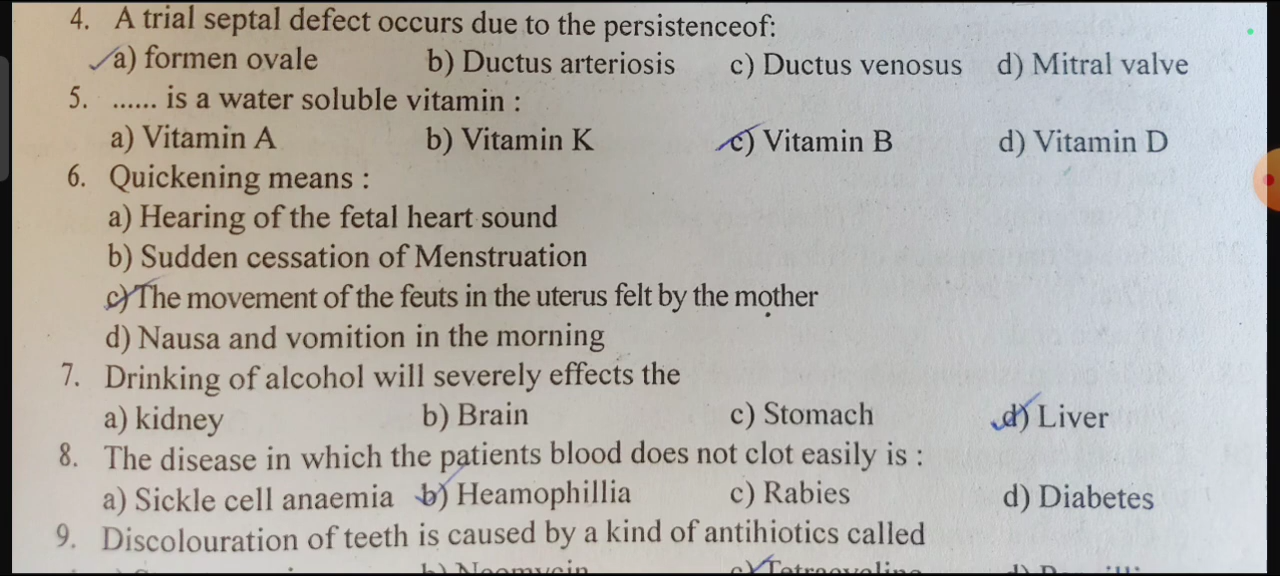 4. A trial septal defect occurs due to the persistenceof:
a) formen ovale b) Ductus arteriosis c) Ductus venosus d) Mitral valve
5. ...... is a water soluble vitamin :
a) Vitamin A b) Vitamin K c) Vitamin B d) Vitamin D
6. Quickening means :
a) Hearing of the fetal heart sound
b) Sudden cessation of Menstruation
c) The movement of the feuts in the uterus felt by the mother
d) Nausa and vomition in the morning
7. Drinking of alcohol will severely effects the
a) kidney b) Brain c) Stomach d) Liver
8. The disease in which the patients blood does not clot easily is :
a) Sickle cell anaemia b) Heamophillia c) Rabies d) Diabetes
9. Discolouration of teeth is caused by a kind of antihiotics called
b) Neomycin c) Tetracycline